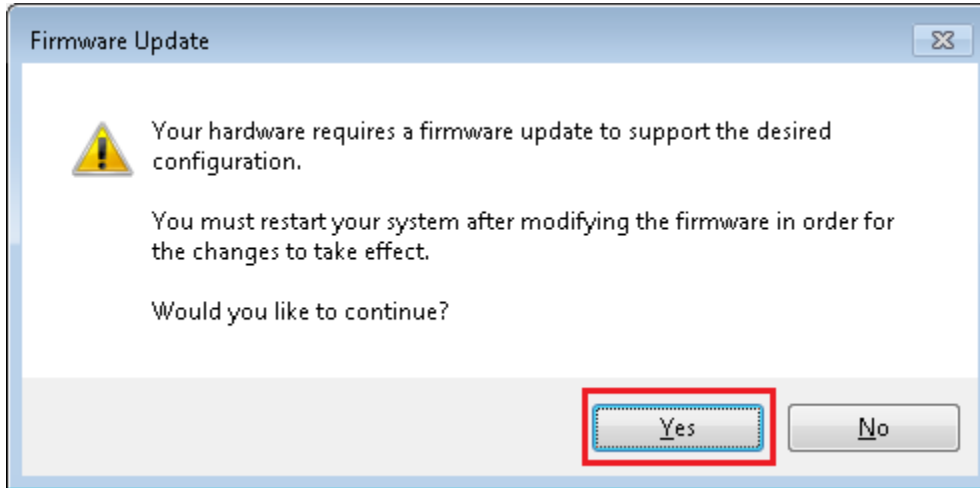 Firmware Update
Your hardware requires a firmware update to support the desired
configuration.
You must restart your system after modifying the firmware in order for
the changes to take effect.
Would you like to continue?
Yes
No